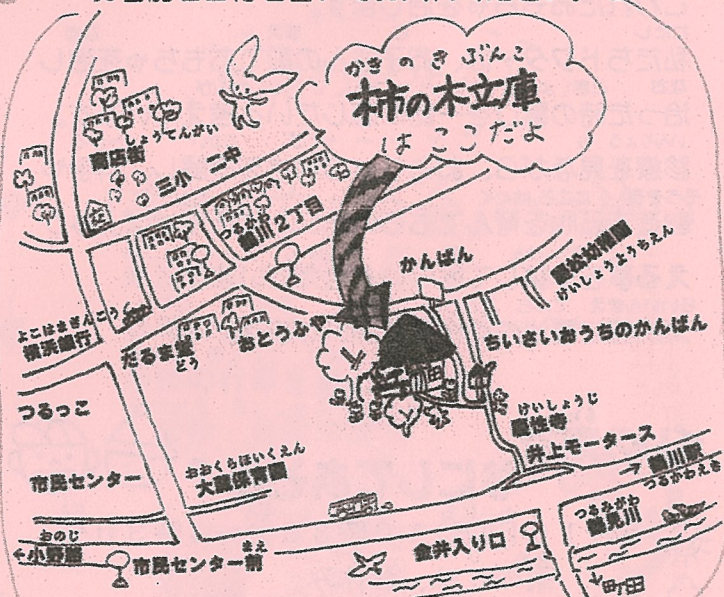 かきのきぶんこ
柿の木文庫
はここだよ
しょうてんがい
商店街
三小 二中
つるかわ
鶴川2丁目
かんばん
けいしょうようちえん
よこはまぎんこう
横浜銀行
だるま堂
どう
おとうふや
ちいさいおうちのかんばん
つるっこ
けいしょうじ
慶性寺
井上モータース
おおくらほいくえん
大蔵保育園
市民センター
→鶴川駅
つるかわえき
つるみがわ
鶴見川
おのじ
←小野路
まえ
市民センター前
金井入り口
↓町田